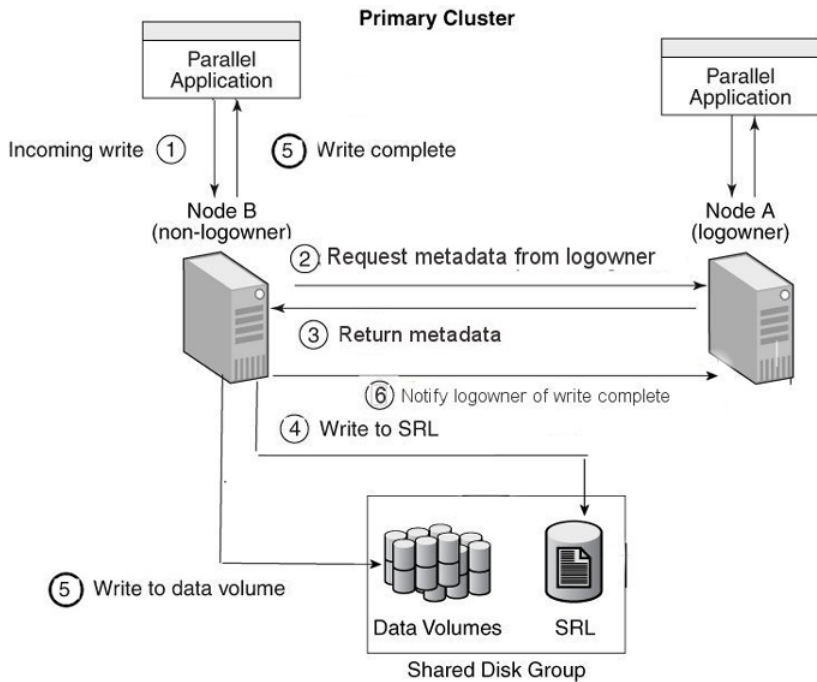 Primary Cluster
Parallel
Application
Parallel
Application
Incoming write 1
5 Write complete
Node B
(non-logowner)
Node A
(logowner)
2 Request metadata from logowner
3 Return metadata
6 Notify logowner of write complete
4 Write to SRL
5 Write to data volume
Data Volumes
SRL
Shared Disk Group